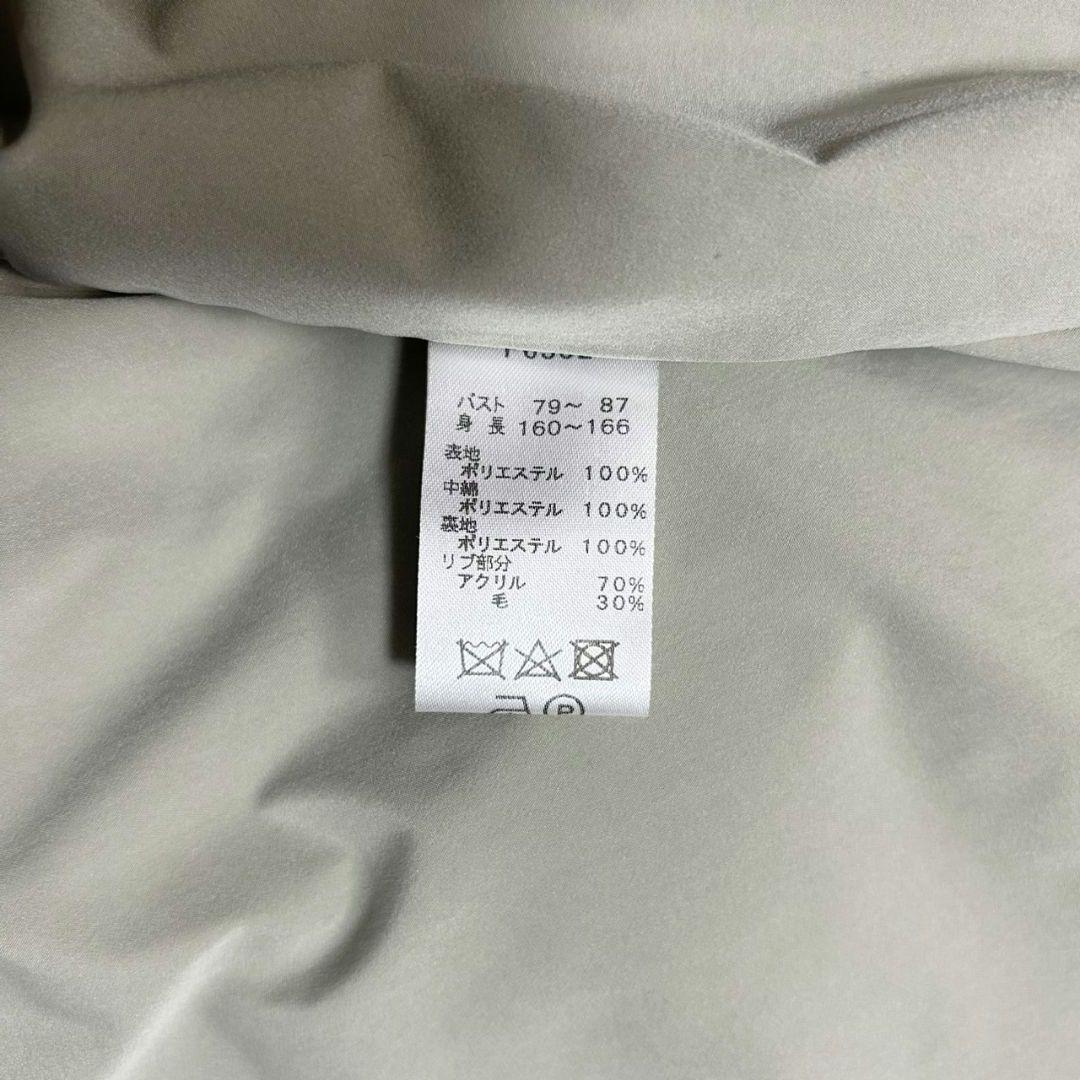 バスト 79〜 87
身 長 160〜166
表地
ポリエステル 100%
中綿
ポリエステル 100%
裏地
ポリエステル 100%
リブ部分
アクリル 70%
毛 30%
P